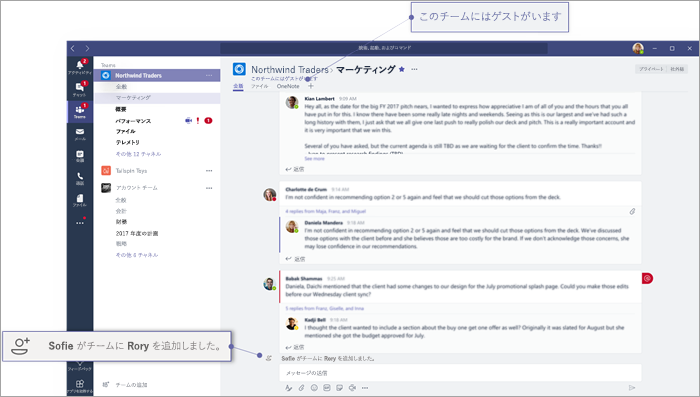 このチームにはゲストがいます
検索、起動、およびコマンド
アクティビティ
チャット
Teams
メール
会議
通話
ファイル
フィードバック
アプリを依頼する
Teams
Northwind Traders
全般
マーケティング
概要
パフォーマンス
ファイル
テレメトリ
その他 12 チャネル
Tailspin Toys
アカウント チーム
全般
会計
財務
2017 年度の計画
戦略
その他 4 チャネル
チームの追加
Northwind Traders › マーケティング
このチームにはゲストがいます
プライベート
社外秘
会話 ファイル OneNote
Kian Lambert 9:09 AM
Hey all, as the date for the big FY 2017 pitch nears, I wanted to express how appreciative I am of all of you and the hours that you all
have put in for this. I know there have been some really late nights and weekends. Seeing as this is our largest and we've had such a
long history with them, I just ask that we all give one last push to really polish our deck and pitch. This is a really important account and
it is very important that we win this.
Several of you have asked, but the current agenda is still TBD as we are waiting for the client to confirm the time. Thanks!!
See more
返信
Charlotte de Crum 9:14 AM
I'm not confident in recommending option 2 or 5 again and feel that we should cut those options from the deck.
4 replies from Maja, Franz, and Miguel
Daniela Mandera 9:18 AM
I'm not confident in recommending option 2 or 5 again and feel that we should cut those options from the deck. We've discussed
those options with the client before and she believes those are too costly for the brand. If we don't acknowledge those concerns, she
may lose confidence in our recommendations.
返信
Babak Shammas 9:15 AM
Daniela, Daichi mentioned that the client had some changes to our design for the July promotional splash page. Could you make those edits
before our Wednesday client sync?
5 replies from Franz, Giselle, and Irina
Kadji Bell 9:18 AM
I thought the client wanted to include a section about the buy one get one offer as well? Originally it was slated for August but she
mentioned she got the budget approved for July.
返信
Sofie がチームに Rory を追加しました。
Sofie がチームに Rory を追加しました。
メッセージの送信